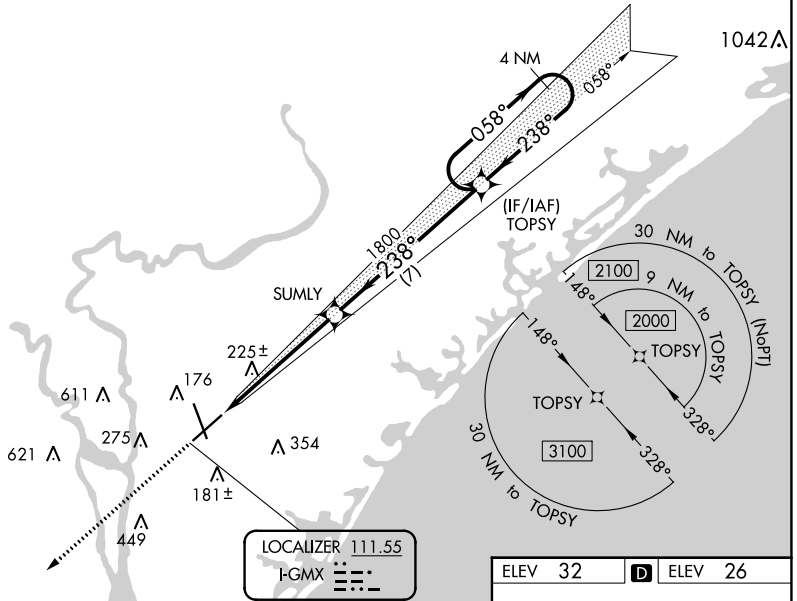 1042
4 NM
058°
058°
238°
(IF/IAF)
TOPSY
1800
238°
(7)
SUMLY
30 NM to TOPSY (NoPT)
2100
148°
9 NM to TOPSY
2000
TOPSY
328°
148°
TOPSY
3100
328°
30 NM to TOPSY
225±
611
176
621
275
354
181±
449
LOCALIZER 111.55
I-GMX
ELEV 32
D
ELEV 26